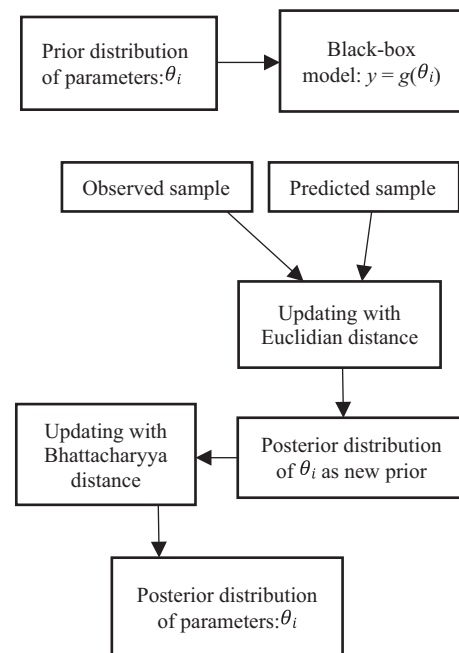 Prior distribution
of parameters:θi
Black-box
model: y = g(θi)
Observed sample
Predicted sample
Updating with
Euclidian distance
Updating with
Bhattacharyya
distance
Posterior distribution
of θi as new prior
Posterior distribution
of parameters:θi